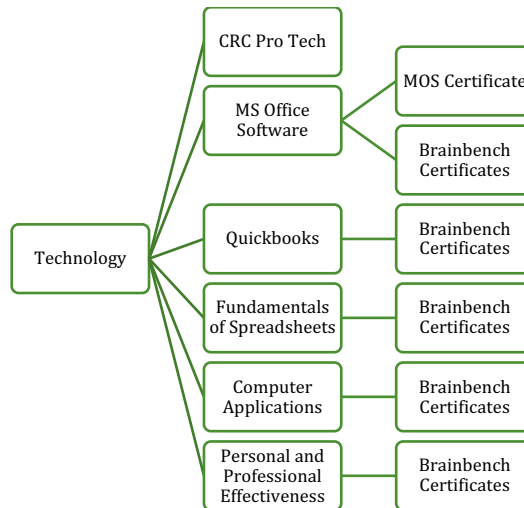 CRC Pro Tech
MS Office
Software
MOS Certificate
Brainbench
Certificates
Technology
Quickbooks
Brainbench
Certificates
Fundamentals
of Spreadsheets
Brainbench
Certificates
Computer
Applications
Brainbench
Certificates
Personal and
Professional
Effectiveness
Brainbench
Certificates